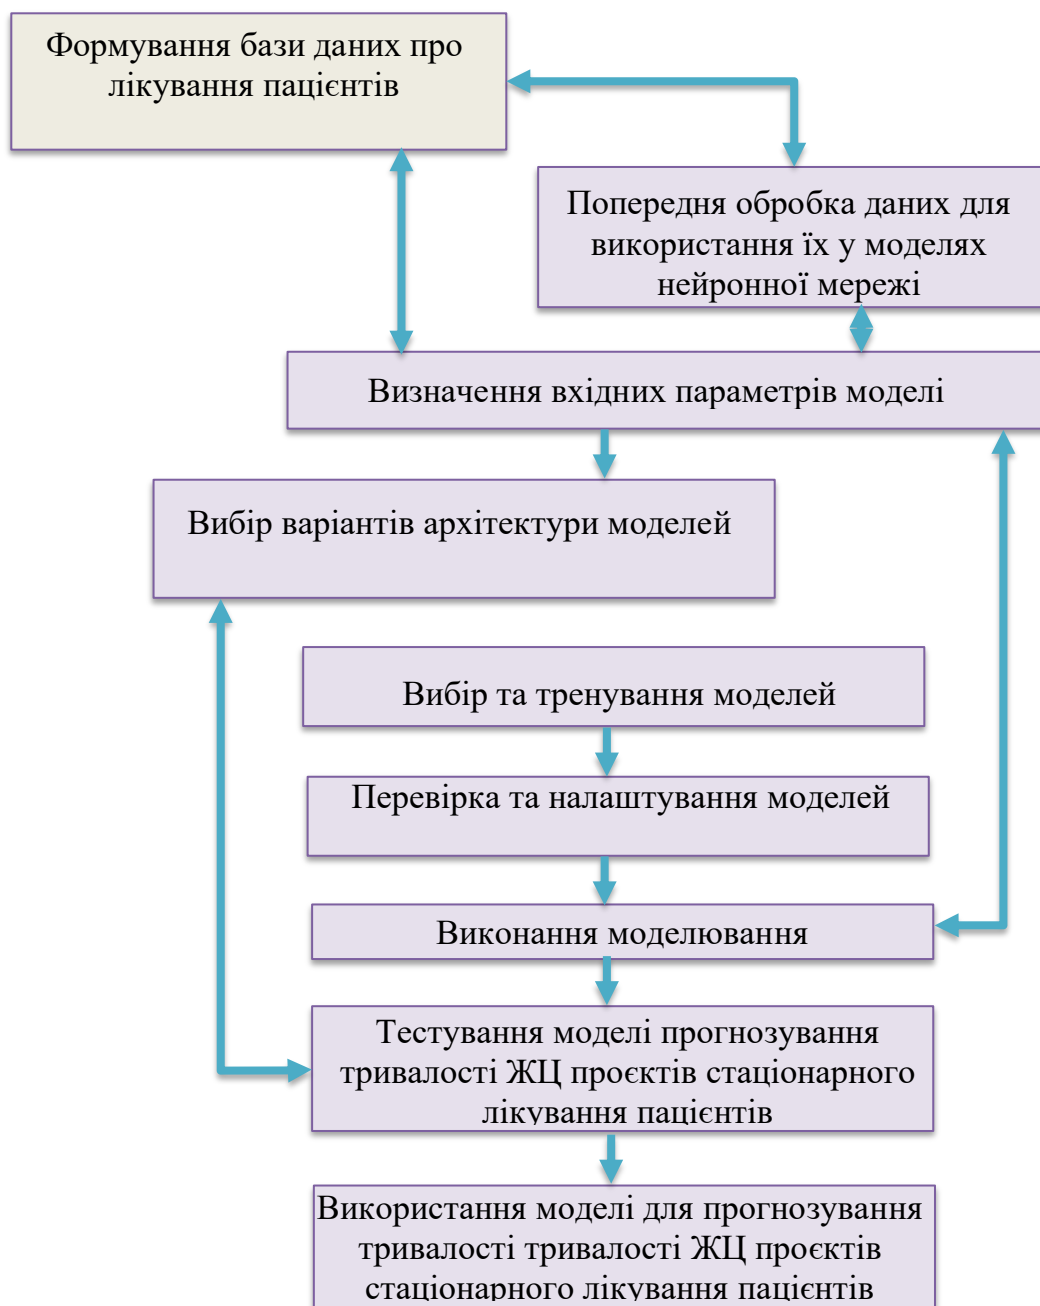 Формування бази даних про
лікування пацієнтів
Попередня обробка даних для
використання їх у моделях
нейронної мережі
Визначення вхідних параметрів моделі
Вибір варіантів архітектури моделей
Вибір та тренування моделей
Перевірка та налаштування моделей
Виконання моделювання
Тестування моделі прогнозування
тривалості ЖЦ проєктів стаціонарного
лікування пацієнтів
Використання моделі для прогнозування
тривалості тривалості ЖЦ проєктів
стаціонарного лікування пацієнтів